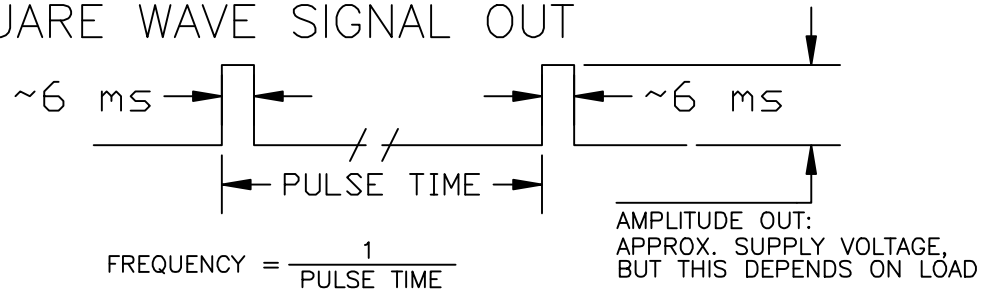 UARE WAVE SIGNAL OUT
~6 ms
~6 ms
PULSE TIME
AMPLITUDE OUT:
APPROX. SUPPLY VOLTAGE,
BUT THIS DEPENDS ON LOAD
FREQUENCY = 1
PULSE TIME